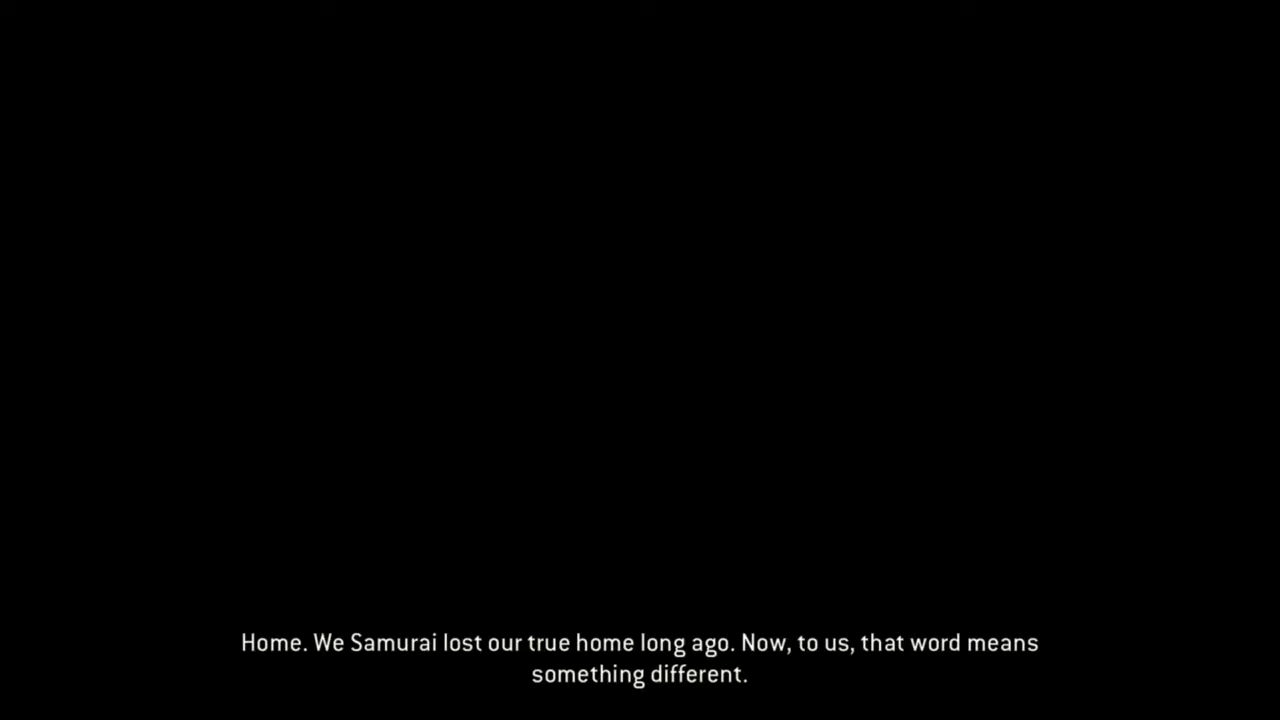 Home. We Samurai lost our true home long ago. Now, to us, that word means
something different.